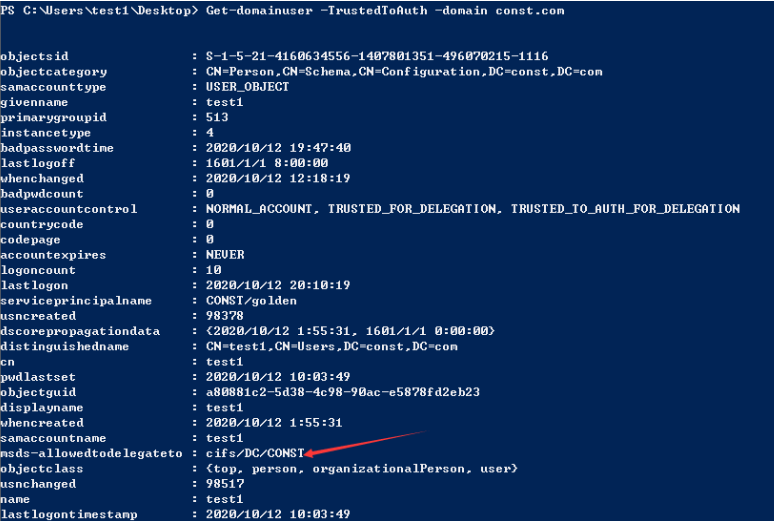 PS C:\Users\test1\Desktop> Get-domainuser -TrustedToAuth -domain const.com
objectsid : S-1-5-21-4160634556-1407801351-496070215-1116
objectcategory : CN=Person,CN=Schema,CN=Configuration,DC=const,DC=com
samaccounttype : USER_OBJECT
givenname : test1
primarygroupid : 513
instancetype : 4
badpasswordtime : 2020/10/12 19:47:40
lastlogoff : 1601/1/1 8:00:00
whenchanged : 2020/10/12 12:18:19
badpwdcount : 0
useraccountcontrol : NORMAL_ACCOUNT, TRUSTED_FOR_DELEGATION, TRUSTED_TO_AUTH_FOR_DELEGATION
countrycode : 0
codepage : 0
accountexpires : NEVER
logoncount : 10
lastlogon : 2020/10/12 20:10:19
serviceprincipalname : CONST/golden
usncreated : 98378
dscorepropagationdata : {2020/10/12 1:55:31, 1601/1/1 0:00:00}
distinguishedname : CN=test1,CN=Users,DC=const,DC=com
cn : test1
pwdlastset : 2020/10/12 10:03:49
objectguid : a80881c2-5d38-4c98-90ac-e5878fd2eb23
displayname : test1
whencreated : 2020/10/12 1:55:31
samaccountname : test1
msds-allowedtodelegateto : cifs/DC/CONST
objectclass : {top, person, organizationalPerson, user}
usnchanged : 98517
name : test1
lastlogontimestamp : 2020/10/12 10:03:49